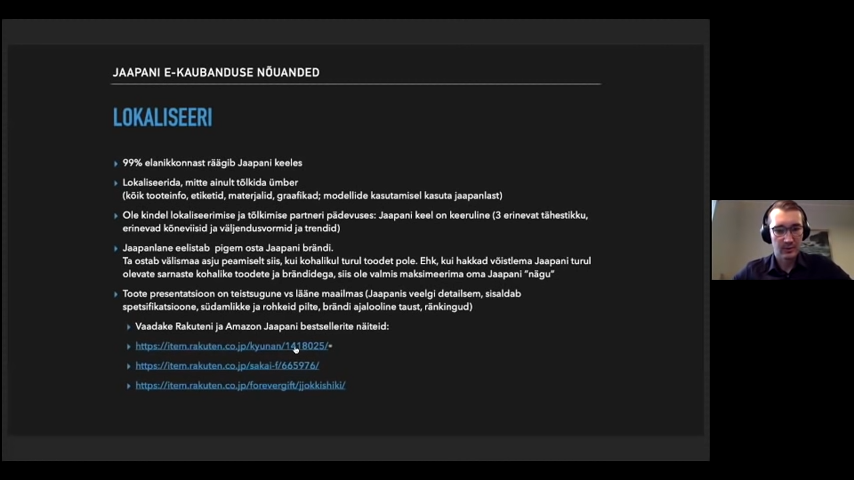 JAAPANI E-KAUBANDUSE NÕUANDED
LOKALISEERI
99% elanikkonnast räägib Jaapani keeles
Lokaliseerida, mitte ainult tõlkida ümber
(kõik tooteinfo, etiketid, materjalid, graafikad; modellide kasutamisel kasuta jaapanlast)
Ole kindel lokaliseerimise ja tõlkimise partneri pädevuses: Jaapani keel on keeruline (3 erinevat tähestikku,
erinevad kõneviisid ja väljendusvormid ja trendid)
Jaapanlane eelistab pigem osta Jaapani brändi.
Ta ostab välismaa asju peamiselt siis, kui kohalikul turul toodet pole. Ehk, kui hakkad võistlema Jaapani turul
olevate sarnaste kohalike toodete ja brändidega, siis ole valmis maksimeerima oma Jaapani "nägu"
Toote presentatsioon on teistsugune vs lääne maailmas (Jaapanis veelgi detailsem, sisaldab
spetsifikatsioone, südamlikke ja rohkeid pilte, brändi ajalooline taust, ränkingud)
Vaadake Rakuteni ja Amazon Jaapani bestsellerite näiteid:
https://item.rakuten.co.jp/kyunan/1418025/
https://item.rakuten.co.jp/sakai-f/665976/
https://item.rakuten.co.jp/forevergift/jjokkishiki/